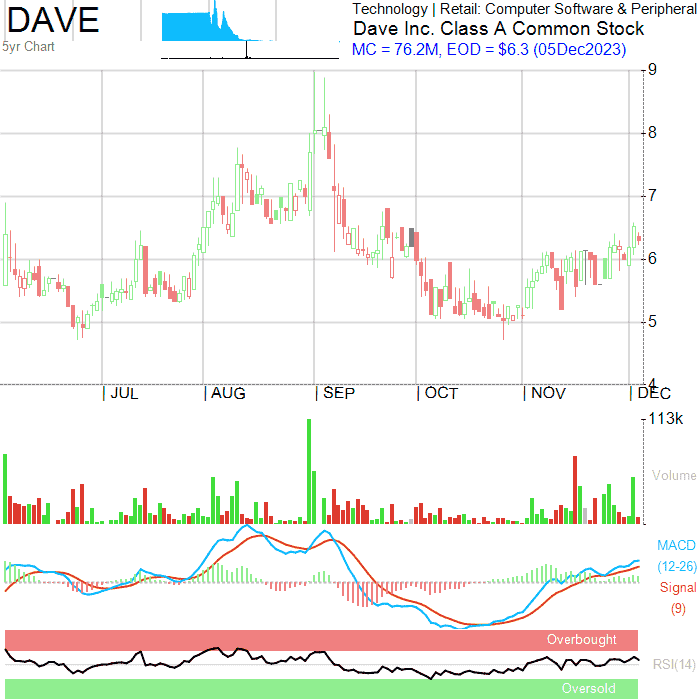 DAVE
5yr Chart
Technology | Retail: Computer Software & Peripheral
Dave Inc. Class A Common Stock
MC = 76.2M, EOD = $6.3 (05Dec2023)
9
8
7
6
5
4
| JUL | AUG | SEP | OCT | NOV | DEC
113k
Volume
MACD
(12-26)
Signal
(9)
Overbought
RSI(14)
Oversold